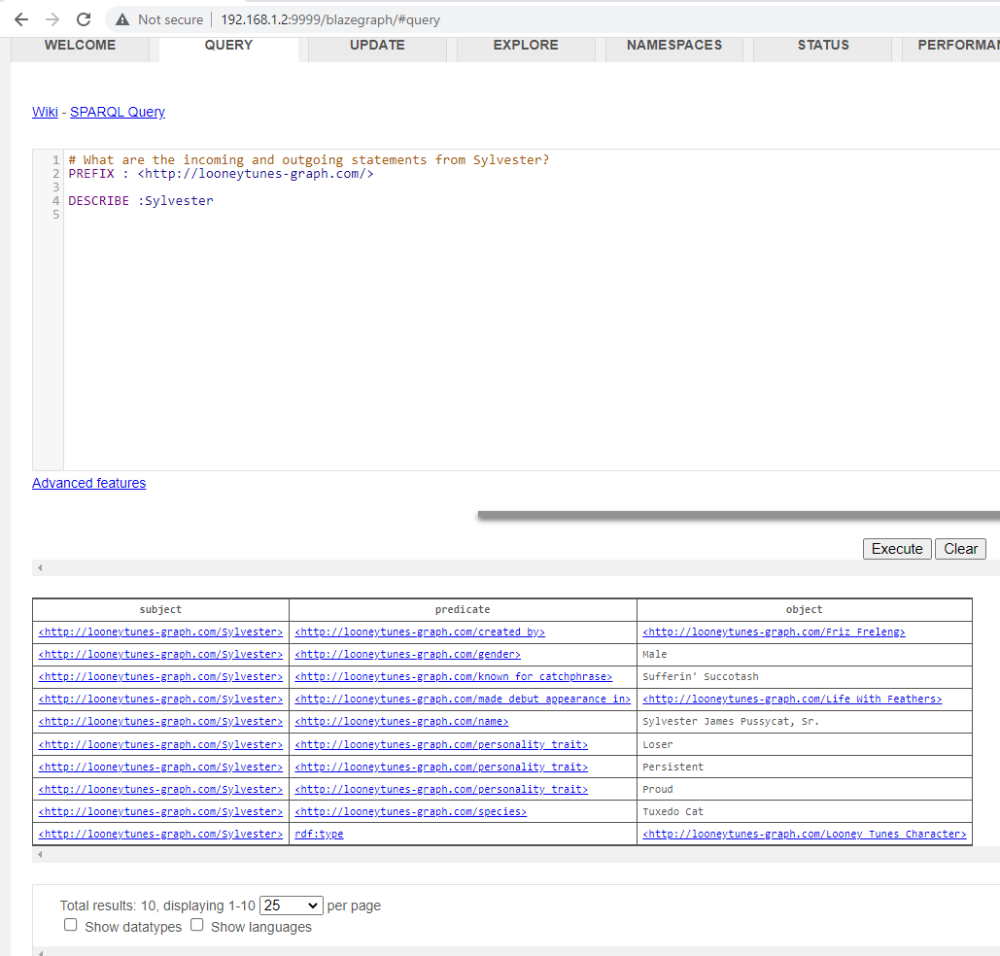 Not secure 192.168.1.2:9999/blazegraph/#query
WELCOME QUERY UPDATE EXPLORE NAMESPACES STATUS
Wiki - SPARQL Query
1 # What are the incoming and outgoing statements from Sylvester?
2 PREFIX : <http://looneytunes-graph.com/>
3
4 DESCRIBE :Sylvester
5
Advanced features
Execute Clear
subject predicate object
<http://looneytunes-graph.com/Sylvester> <http://looneytunes-graph.com/created_by> <http://looneytunes-graph.com/Friz_Freleng>
<http://looneytunes-graph.com/Sylvester> <http://looneytunes-graph.com/gender> Male
<http://looneytunes-graph.com/Sylvester> <http://looneytunes-graph.com/known_for_catchphrase> Sufferin' Succotash
<http://looneytunes-graph.com/Sylvester> <http://looneytunes-graph.com/made_debut_appearance_in> <http://looneytunes-graph.com/Life_With_Feathers>
<http://looneytunes-graph.com/Sylvester> <http://looneytunes-graph.com/name> Sylvester James Pussycat, Sr.
<http://looneytunes-graph.com/Sylvester> <http://looneytunes-graph.com/personality_trait> Loser
<http://looneytunes-graph.com/Sylvester> <http://looneytunes-graph.com/personality_trait> Persistent
<http://looneytunes-graph.com/Sylvester> <http://looneytunes-graph.com/personality_trait> Proud
<http://looneytunes-graph.com/Sylvester> <http://looneytunes-graph.com/species> Tuxedo Cat
<http://looneytunes-graph.com/Sylvester> rdf:type <http://looneytunes-graph.com/Looney_Tunes_Character>
Total results: 10, displaying 1-10 25 per page
Show datatypes Show languages